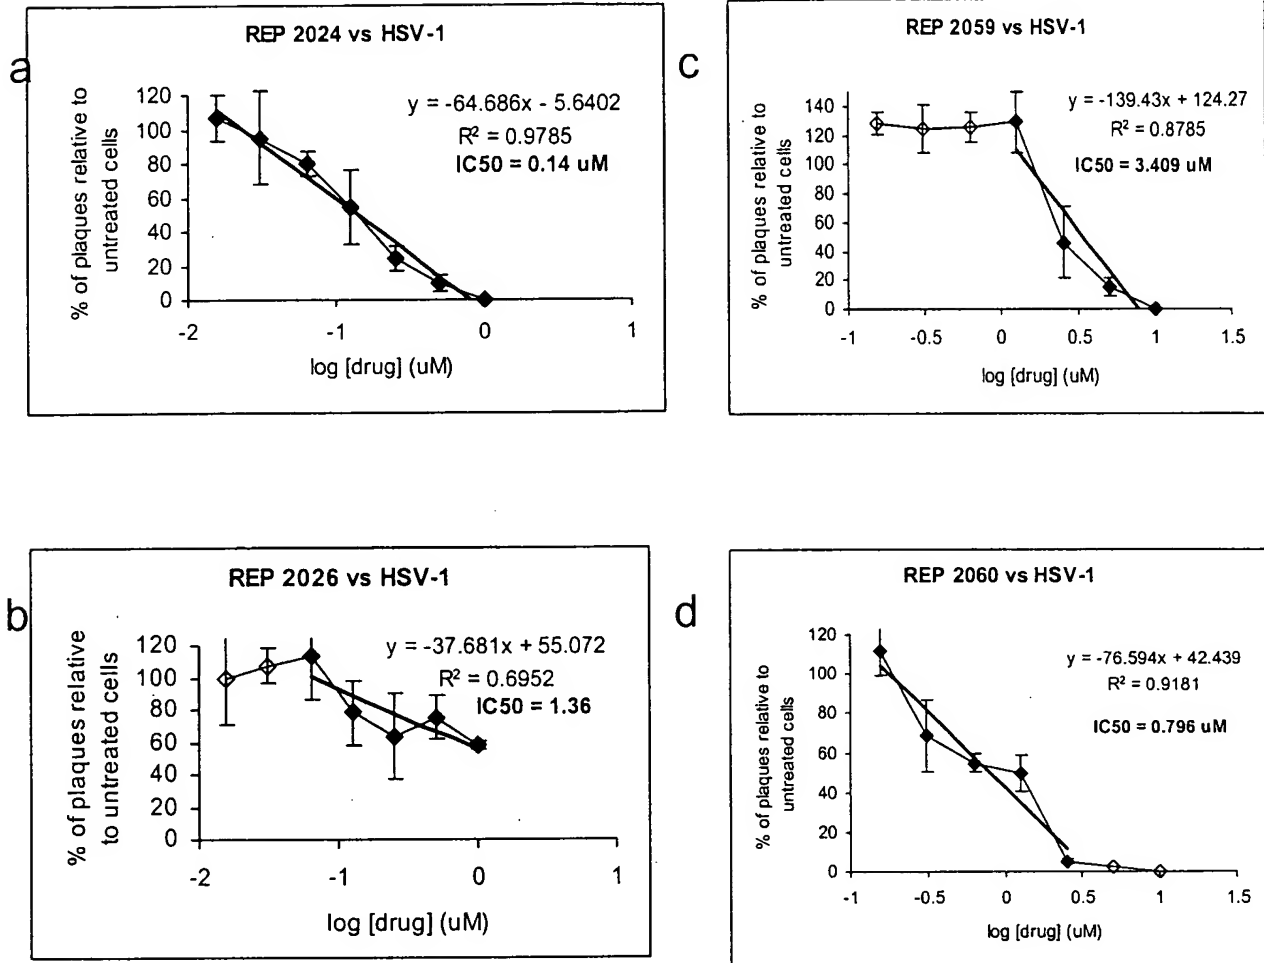 a
REP 2024 vs HSV-1
% of plaques relative to
untreated cells
120
100
80
60
40
20
0
y = -64.686x - 5.6402
R² = 0.9785
IC50 = 0.14 uM
-2
-1
0
1
log [drug] (uM)
c
REP 2059 vs HSV-1
% of plaques relative to
untreated cells
140
120
100
80
60
40
20
0
y = -139.43x + 124.27
R² = 0.8785
IC50 = 3.409 uM
-1
-0.5
0
0.5
1
1.5
log [drug] (uM)
b
REP 2026 vs HSV-1
% of plaques relative
to untreated cells
120
100
80
60
40
20
0
y = -37.681x + 55.072
R² = 0.6952
IC50 = 1.36
-2
-1
0
1
log [drug] (uM)
d
REP 2060 vs HSV-1
% of plaques relative to
untreated cells
120
100
80
60
40
20
0
y = -76.594x + 42.439
R² = 0.9181
IC50 = 0.796 uM
-1
-0.5
0
0.5
1
1.5
log [drug] (uM)